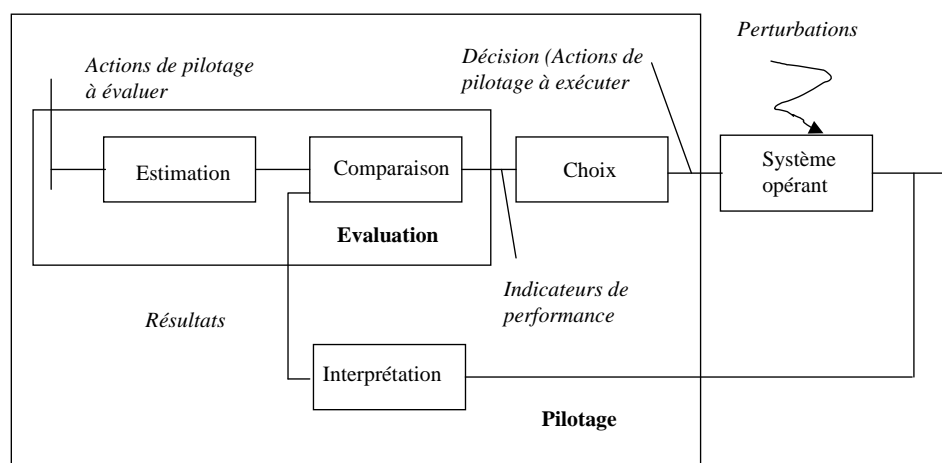 Perturbations
Décision (Actions de
pilotage à exécuter
Actions de pilotage
à évaluer
Estimation
Comparaison
Choix
Système
opérant
Evaluation
Indicateurs de
performance
Résultats
Interprétation
Pilotage